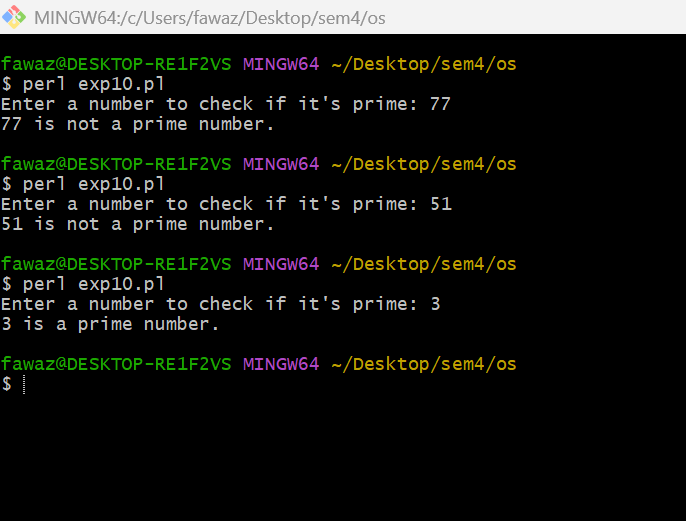 MINGW64:/c/Users/fawaz/Desktop/sem4/os
fawaz@DESKTOP-RE1F2VS MINGW64 ~/Desktop/sem4/os
$ perl exp10.pl
Enter a number to check if it's prime: 77
77 is not a prime number.
fawaz@DESKTOP-RE1F2VS MINGW64 ~/Desktop/sem4/os
$ perl exp10.pl
Enter a number to check if it's prime: 51
51 is not a prime number.
fawaz@DESKTOP-RE1F2VS MINGW64 ~/Desktop/sem4/os
$ perl exp10.pl
Enter a number to check if it's prime: 3
3 is a prime number.
fawaz@DESKTOP-RE1F2VS MINGW64 ~/Desktop/sem4/os
$